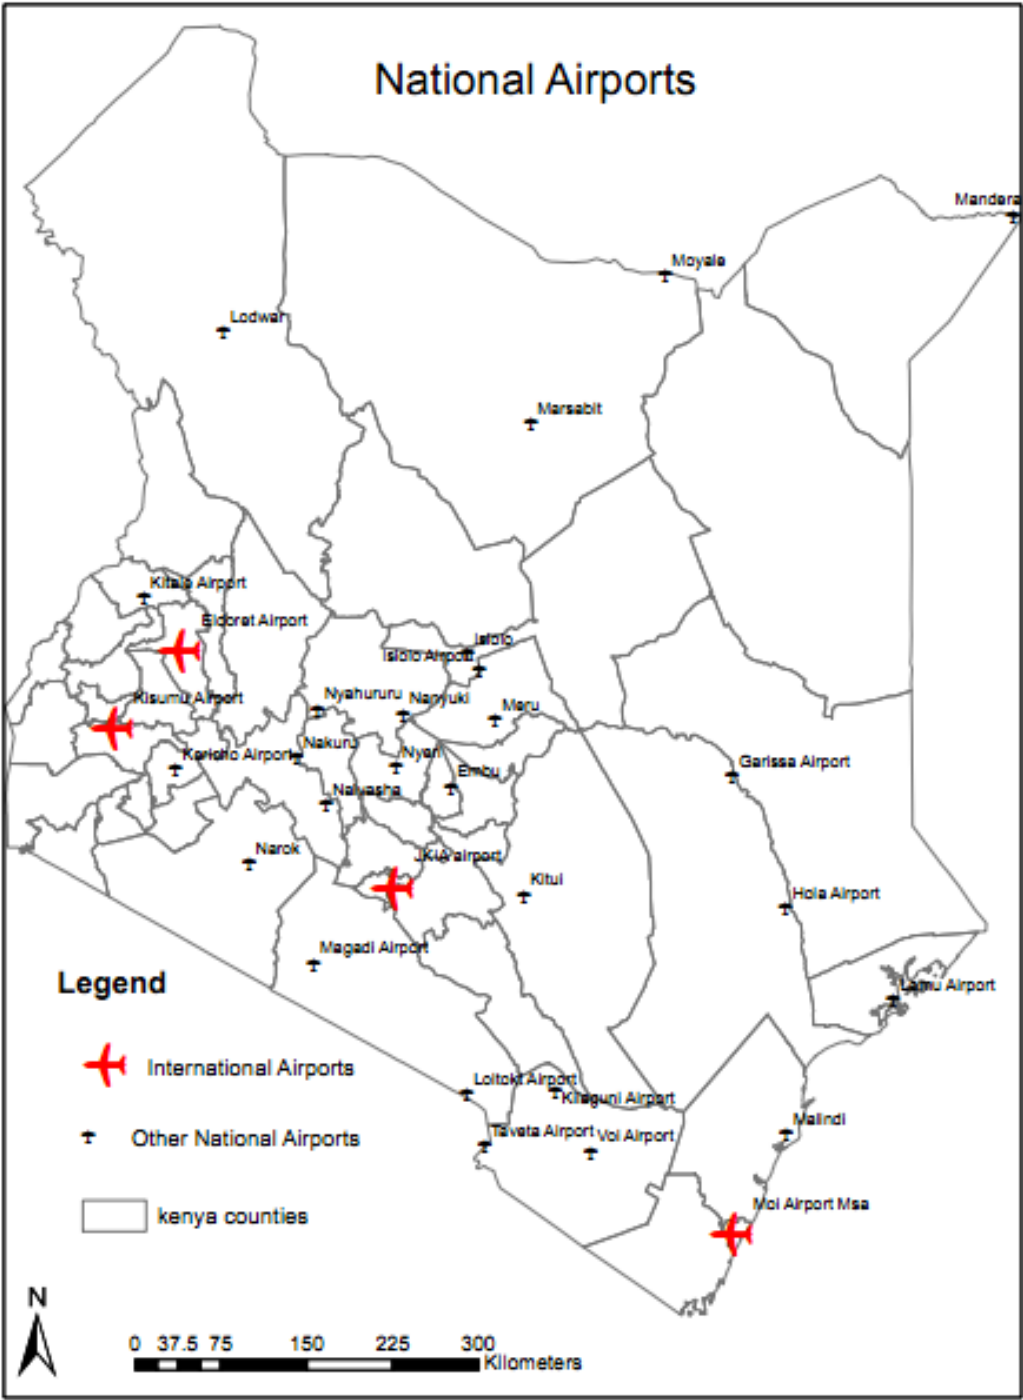 National Airports
Mandera
Moyale
Lodwar
Marsabit
Kitale Airport
Eldoret Airport
Isiolo
Isiolo Airport
Kisumu Airport
Nyahururu
Nanyuki
Meru
Kericho Airport
Nakuru
Nyeri
Embu
Garissa Airport
Naivasha
Narok
JKIA airport
Kitui
Hola Airport
Magadi Airport
Lamu Airport
Legend
International Airports
Other National Airports
kenya counties
Loitokt Airport
Kilaguni Airport
Taveta Airport
Voi Airport
Malindi
Moi Airport Msa
N
0 37.5 75 150 225 300
Kilometers